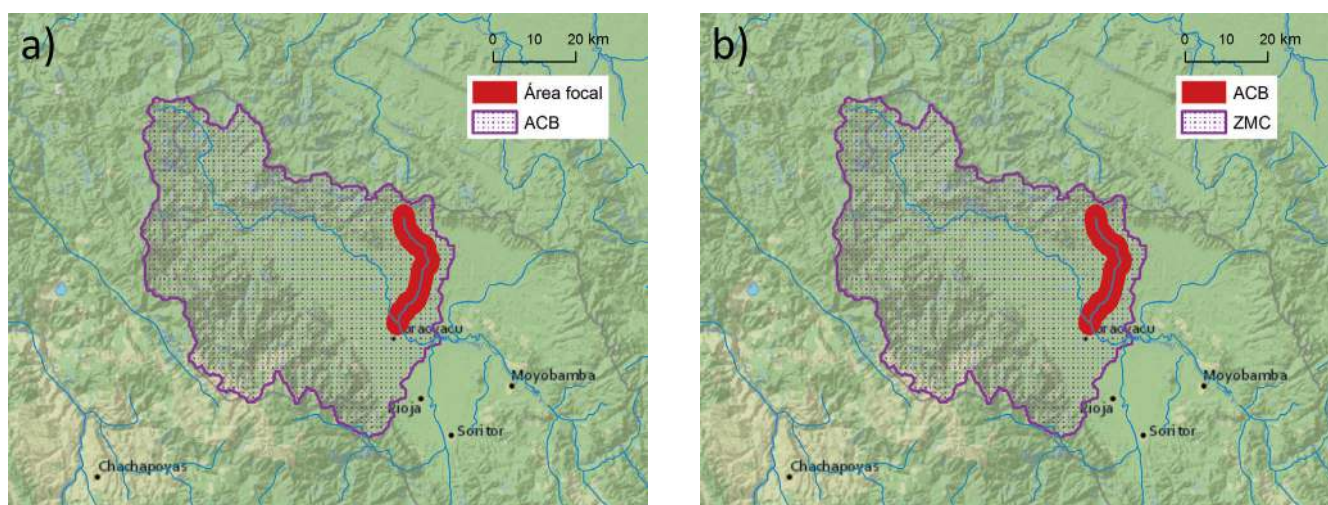 a)
0 10 20 km
Área focal
ACB
Moyobamba
Rioja
Soritor
Chachapoyas
b)
0 10 20 km
ACB
ZMC
Moyobamba
Rioja
Soritor
Chachapoyas